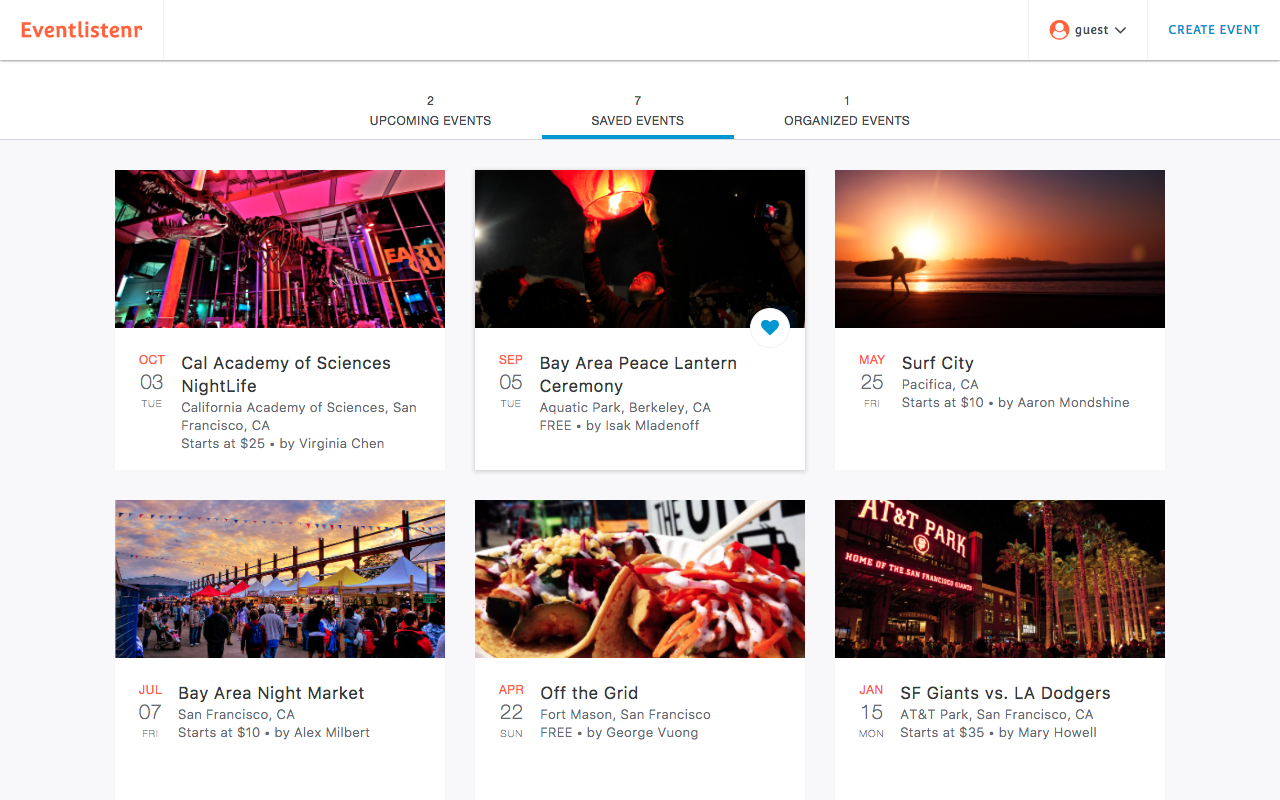 Eventlistenr
guest
CREATE EVENT
2
UPCOMING EVENTS
7
SAVED EVENTS
1
ORGANIZED EVENTS
EARTH
QU
OCT
03
TUE
Cal Academy of Sciences
NightLife
California Academy of Sciences, San
Francisco, CA
Starts at $25 • by Virginia Chen
SEP
05
TUE
Bay Area Peace Lantern
Ceremony
Aquatic Park, Berkeley, CA
FREE • by Isak Mladenoff
MAY
25
FRI
Surf City
Pacifica, CA
Starts at $10 • by Aaron Mondshine
THE
AT&T PARK
HOME OF THE SAN FRANCISCO GIANTS
JUL
07
FRI
Bay Area Night Market
San Francisco, CA
Starts at $10 • by Alex Milbert
APR
22
SUN
Off the Grid
Fort Mason, San Francisco
FREE • by George Vuong
JAN
15
MON
SF Giants vs. LA Dodgers
AT&T Park, San Francisco, CA
Starts at $35 • by Mary Howell